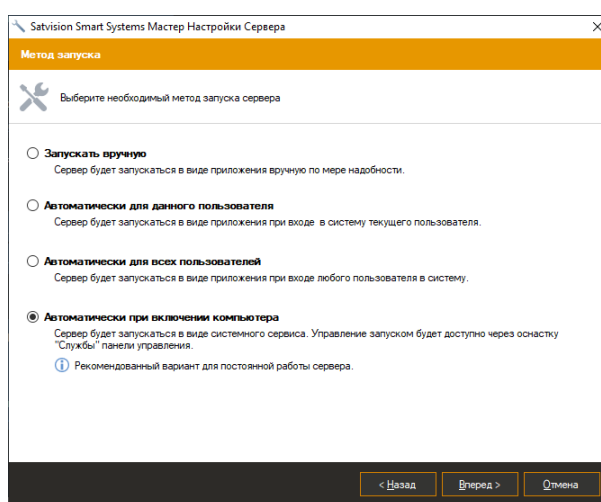 Satvision Smart Systems Мастер Настройки Сервера
Метод запуска
Выберите необходимый метод запуска сервера
Запускать вручную
Сервер будет запускаться в виде приложения вручную по мере надобности.
Автоматически для данного пользователя
Сервер будет запускаться в виде приложения при входе в систему текущего пользователя.
Автоматически для всех пользователей
Сервер будет запускаться в виде приложения при входе любого пользователя в систему.
Автоматически при включении компьютера
Сервер будет запускаться в виде системного сервиса. Управление запуском будет доступно через оснастку
"Службы" панели управления.
Рекомендованный вариант для постоянной работы сервера.
< Назад
Вперед >
Отмена